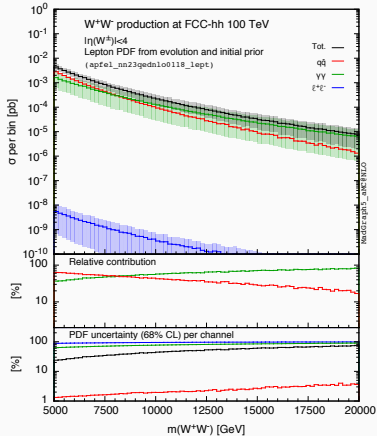 W⁺W⁻ production at FCC-hh 100 TeV
|η(W±)|<4
Lepton PDF from evolution and initial prior
(apfel_nn23qednlo0118_lept)
Tot.
qq̄
γγ
ℓ⁺ℓ⁻
σ per bin [pb]
10⁰
10⁻¹
10⁻²
10⁻³
10⁻⁴
10⁻⁵
10⁻⁶
10⁻⁷
10⁻⁸
10⁻⁹
10⁻¹⁰
MadGraph5_aMC@NLO
Relative contribution
[%]
100
10
PDF uncertainty (68% CL) per channel
[%]
100
10
1
5000 7500 10000 12500 15000 17500 20000
m(W⁺W⁻) [GeV]